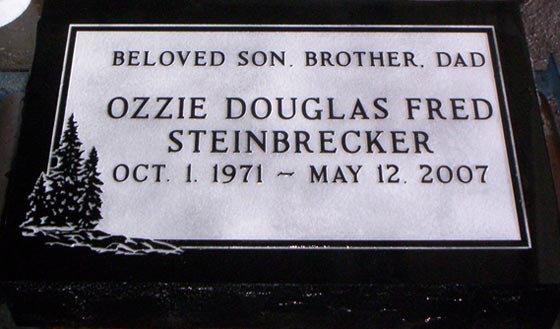 BELOVED SON, BROTHER, DAD
OZZIE DOUGLAS FRED
STEINBRECKER
OCT. 1, 1971 ~ MAY 12, 2007